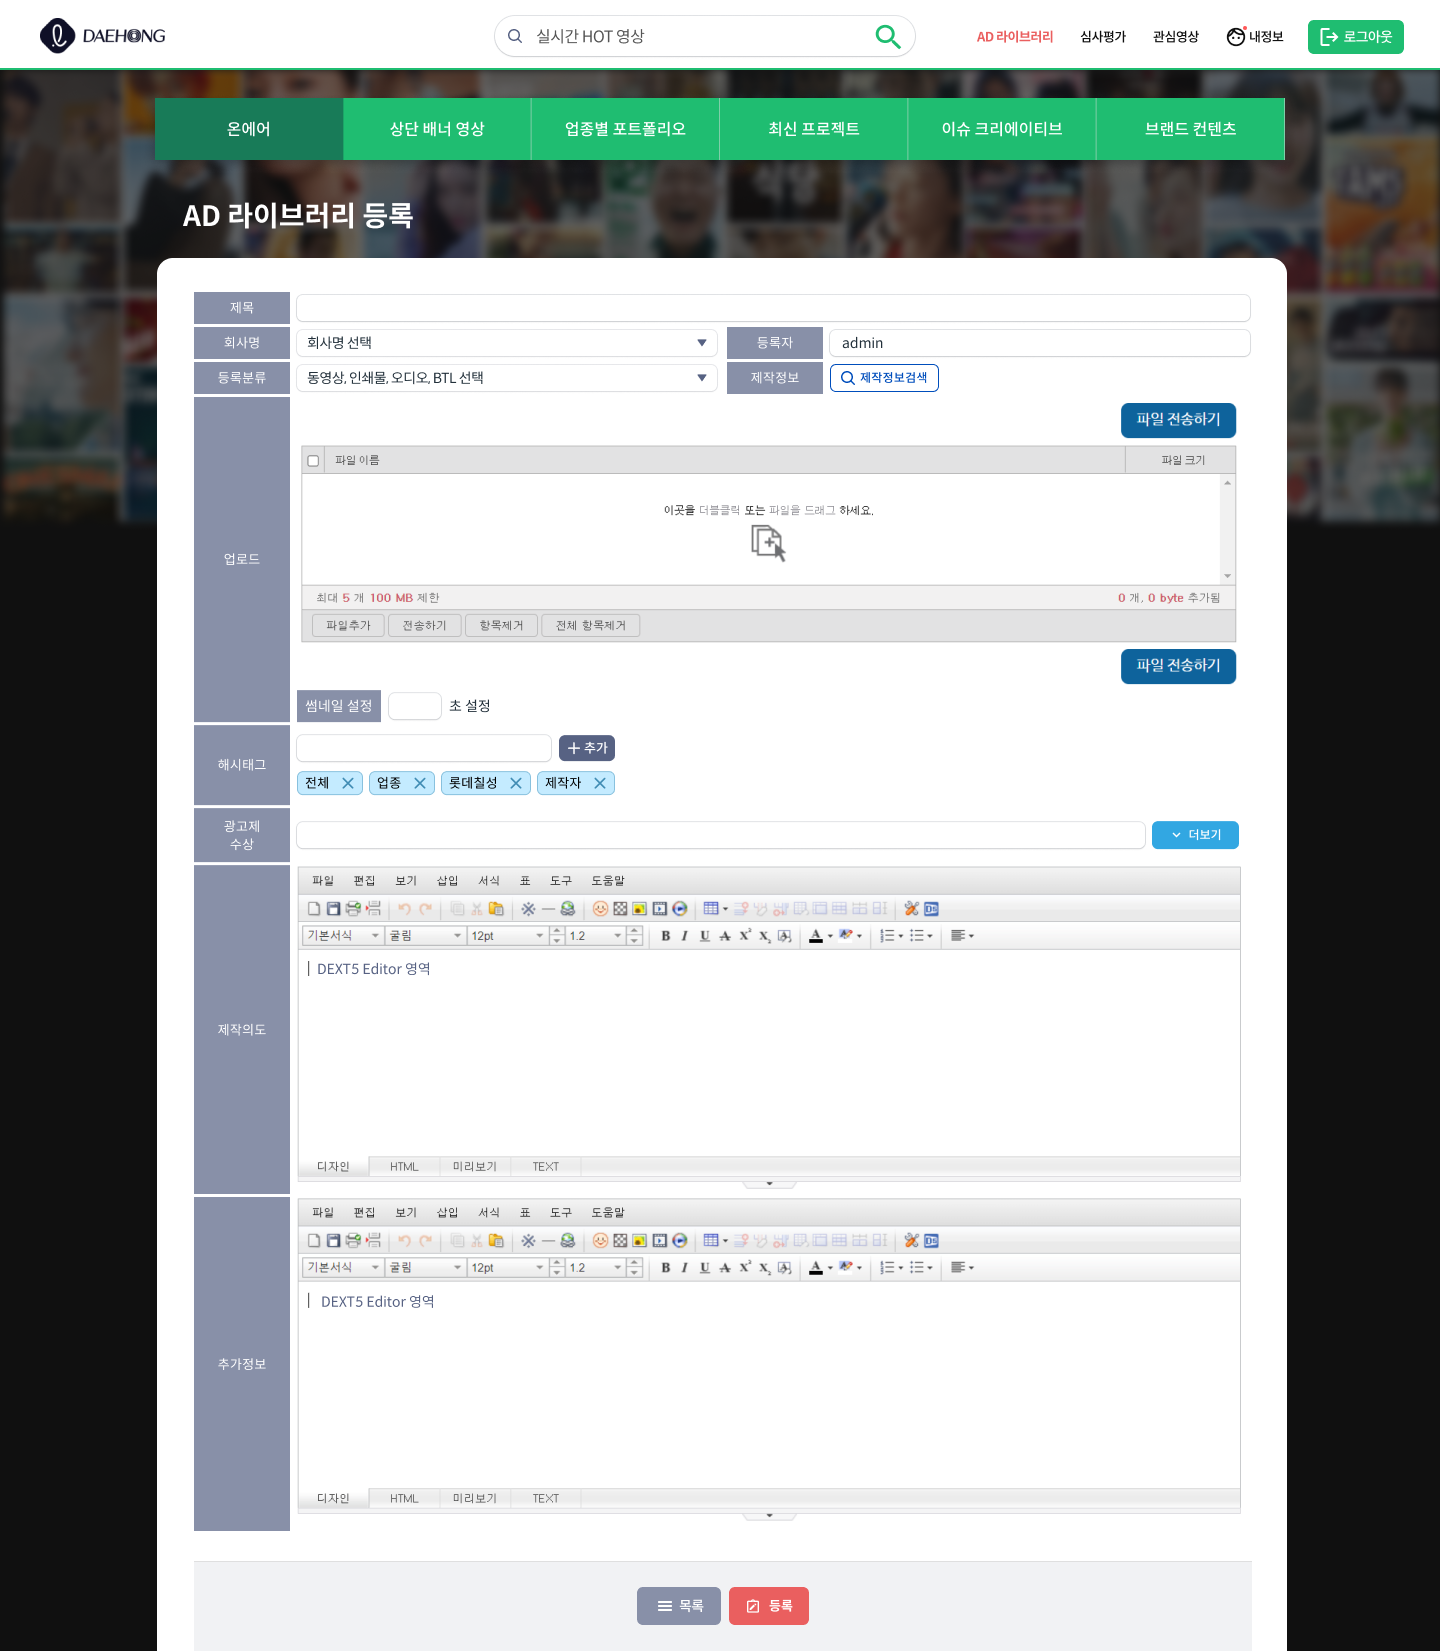 DAEHONG
실시간 HOT 영상
AD 라이브러리
심사평가
관심영상
내정보
로그아웃
온에어
상단 배너 영상
업종별 포트폴리오
최신 프로젝트
이슈 크리에이티브
브랜드 컨텐츠
AD 라이브러리 등록
제목
회사명
회사명 선택
등록자
admin
등록분류
동영상, 인쇄물, 오디오, BTL 선택
제작정보
제작정보검색
업로드
파일 전송하기
파일 이름
파일 크기
이곳을 더블클릭 또는 파일을 드래그 하세요.
최대 5 개 100 MB 제한
0 개, 0 byte 추가됨
파일추가
전송하기
항목제거
전체 항목제거
파일 전송하기
썸네일 설정
초 설정
해시태그
추가
전체
업종
롯데칠성
제작자
광고제
수상
더보기
제작의도
파일 편집 보기 삽입 서식 표 도구 도움말
기본서식 굴림 12pt 1.2
DEXT5 Editor 영역
디자인 HTML 미리보기 TEXT
추가정보
파일 편집 보기 삽입 서식 표 도구 도움말
기본서식 굴림 12pt 1.2
DEXT5 Editor 영역
디자인 HTML 미리보기 TEXT
목록
등록